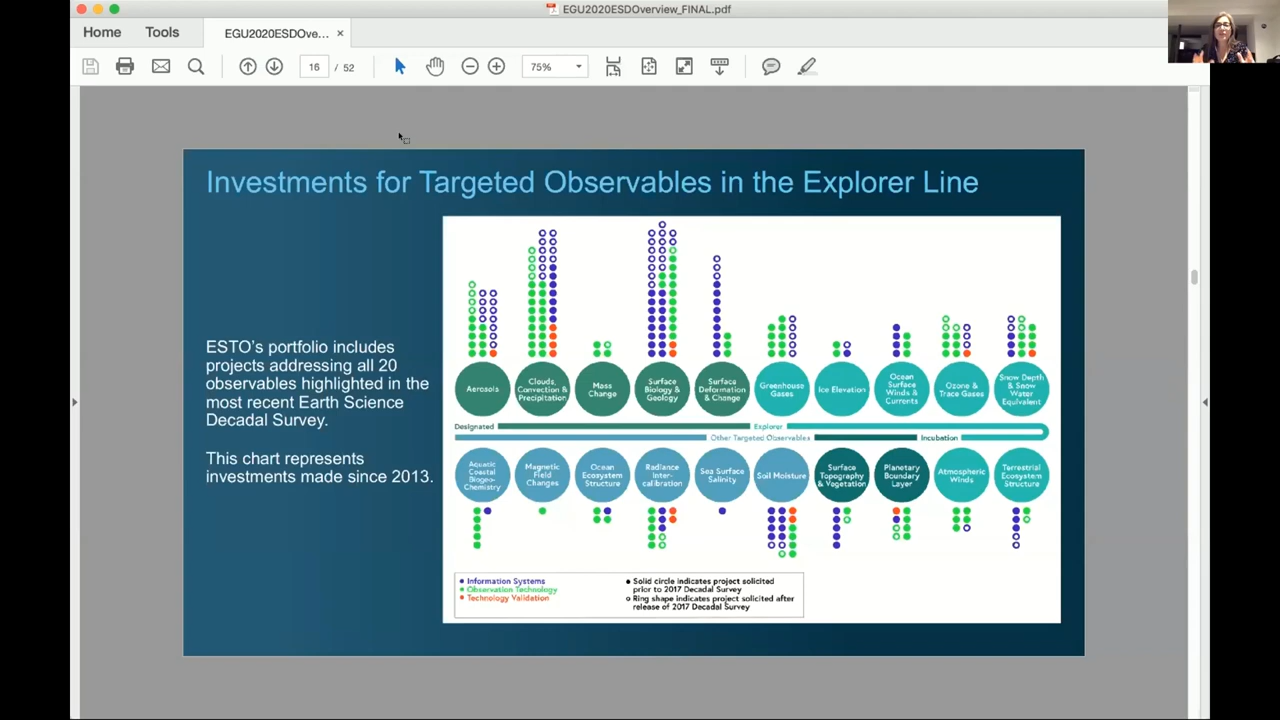 EGU2020ESDOverview_FINAL.pdf
Home
Tools
EGU2020ESDOve... ×
16 / 52
75%
Investments for Targeted Observables in the Explorer Line
ESTO's portfolio includes
projects addressing all 20
observables highlighted in the
most recent Earth Science
Decadal Survey.
This chart represents
investments made since 2013.
Aerosols
Clouds,
Convection &
Precipitation
Mass
Change
Surface
Biology &
Geology
Surface
Deformation
& Change
Greenhouse
Gases
Ice Elevation
Ocean
Surface
Winds &
Currents
Ozone &
Trace Gases
Snow Depth
& Snow
Water
Equivalent
Designated
Explorer
Other Targeted Observables
Incubation
Aquatic
Coastal
Biogeo-
Chemistry
Magnetic
Field
Changes
Ocean
Ecosystem
Structure
Radiance
Inter-
calibration
Sea Surface
Salinity
Soil Moisture
Surface
Topography
& Vegetation
Planetary
Boundary
Layer
Atmospheric
Winds
Terrestrial
Ecosystem
Structure
Information Systems
Observation Technology
Technology Validation
Solid circle indicates project solicited
prior to 2017 Decadal Survey
Ring shape indicates project solicited after
release of 2017 Decadal Survey